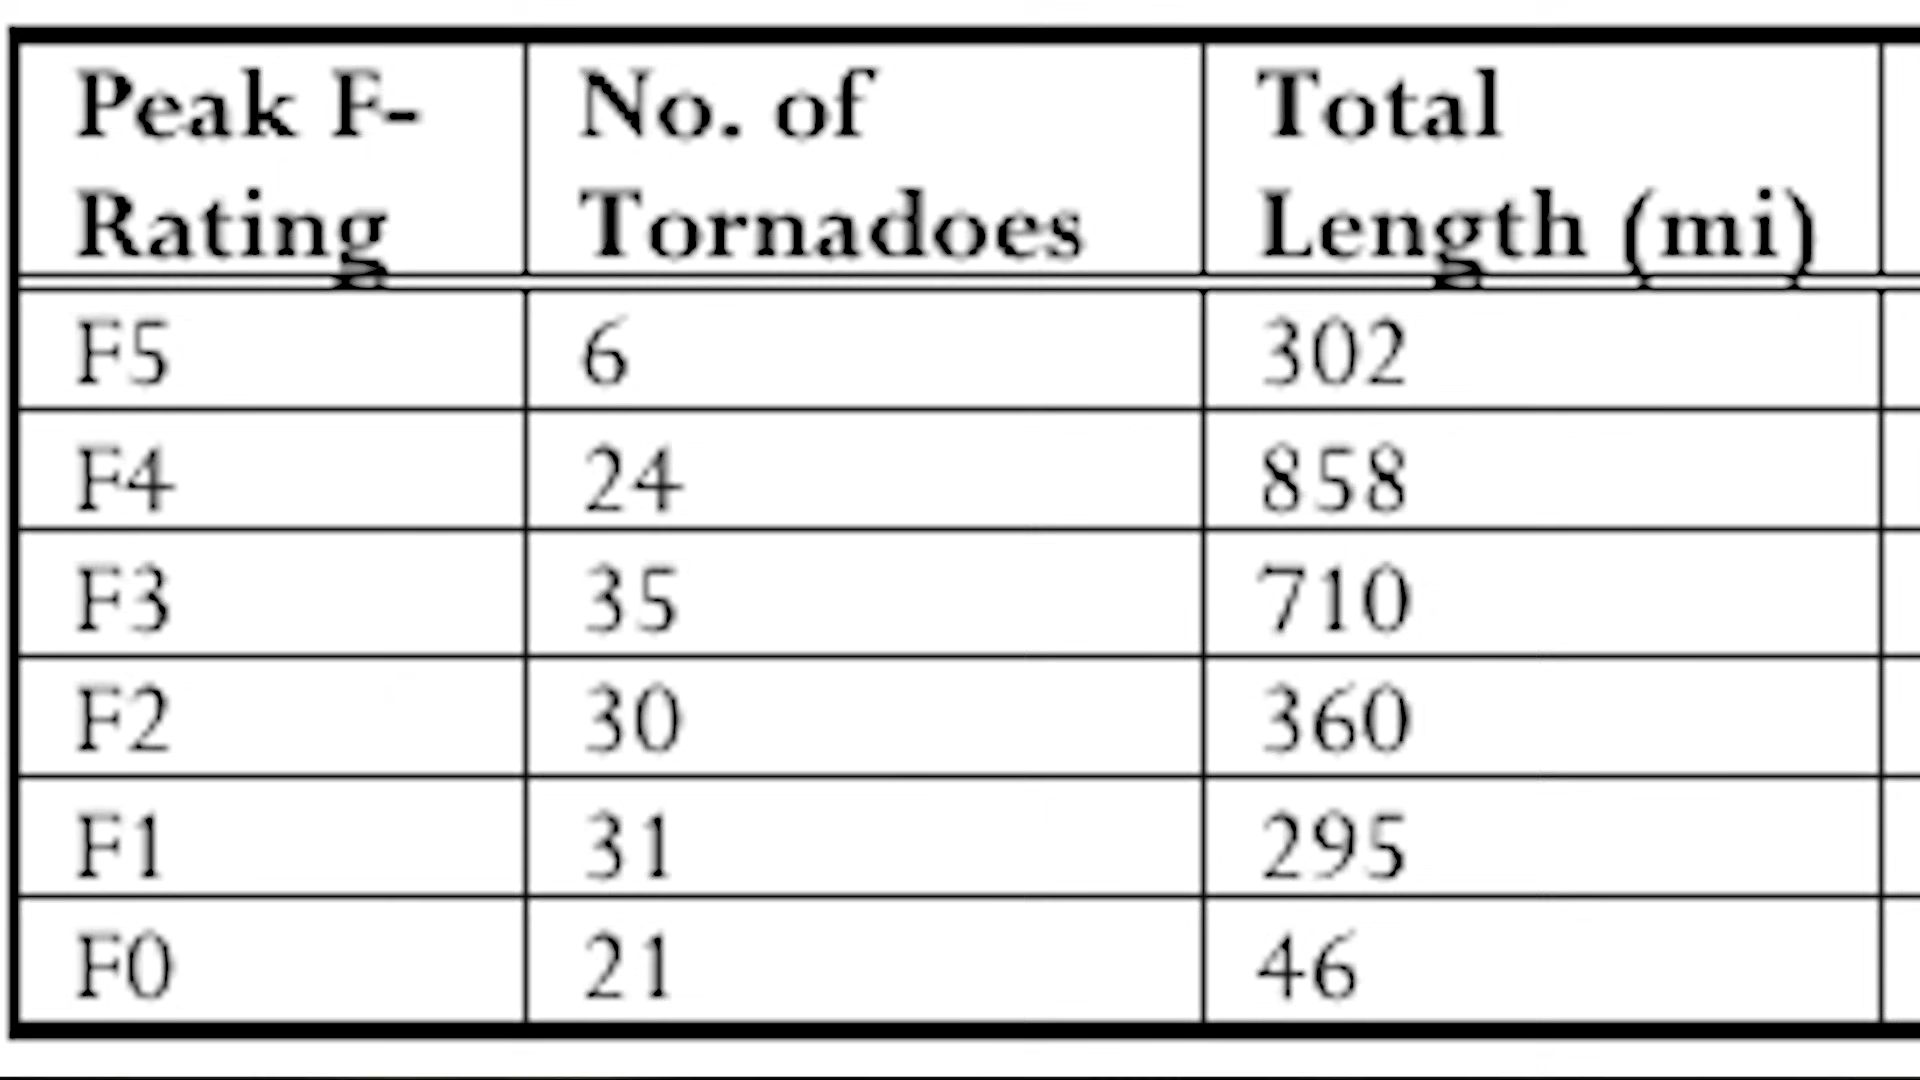 Peak F- No. of Total
Rating Tornadoes Length (mi)
F5 6 302
F4 24 858
F3 35 710
F2 30 360
F1 31 295
F0 21 46